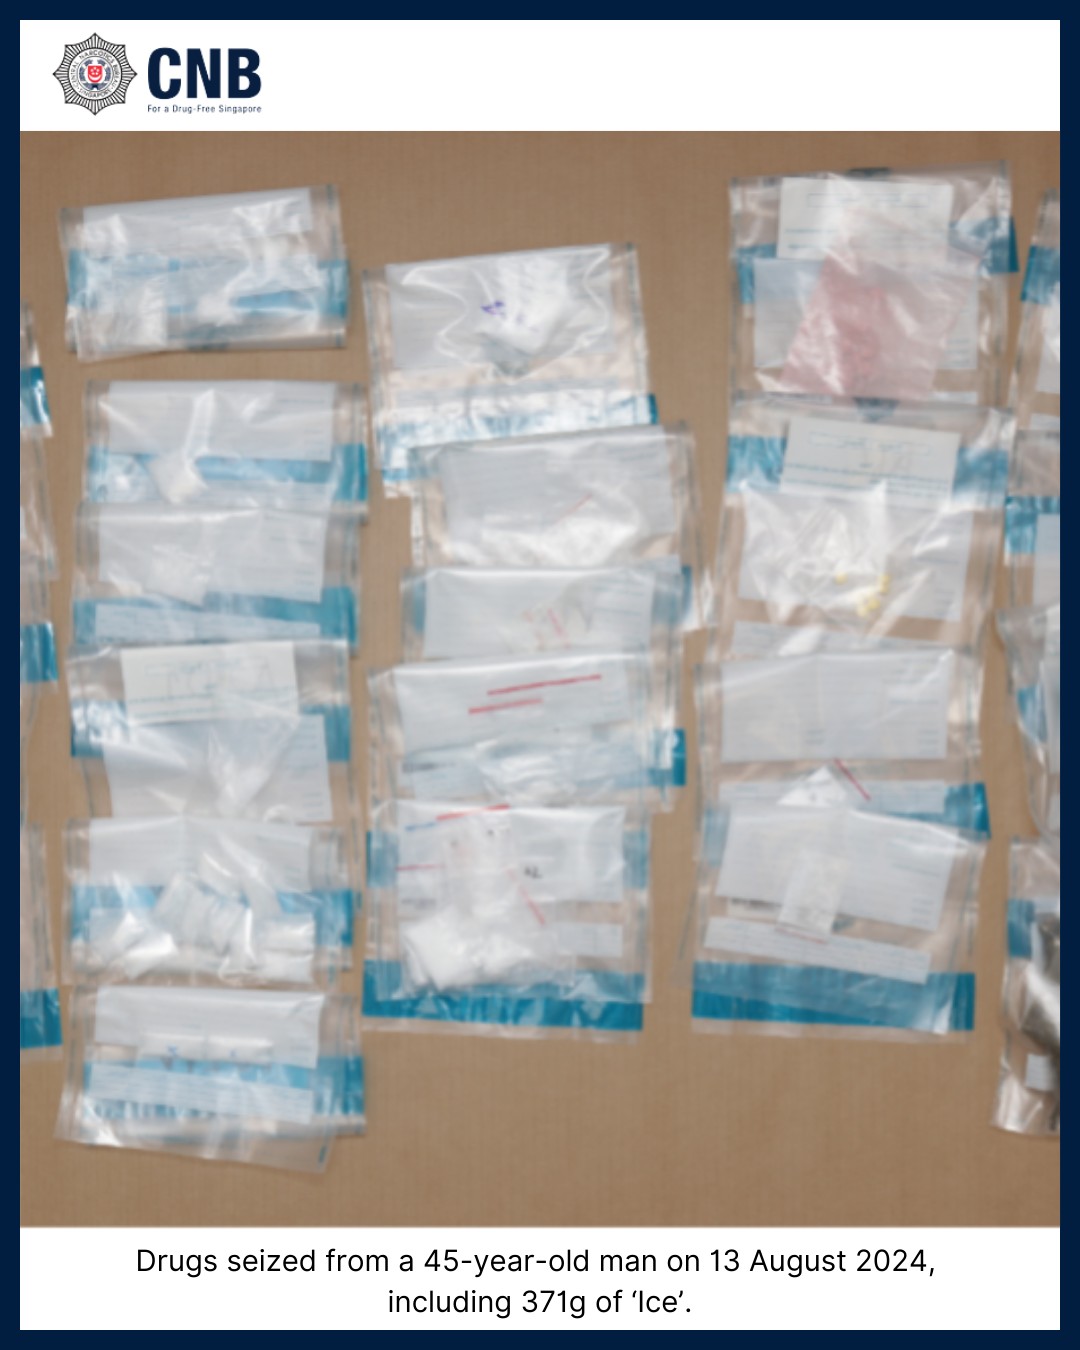 CNB
For a Drug-Free Singapore
Drugs seized from a 45-year-old man on 13 August 2024,
including 371g of ‘Ice’.